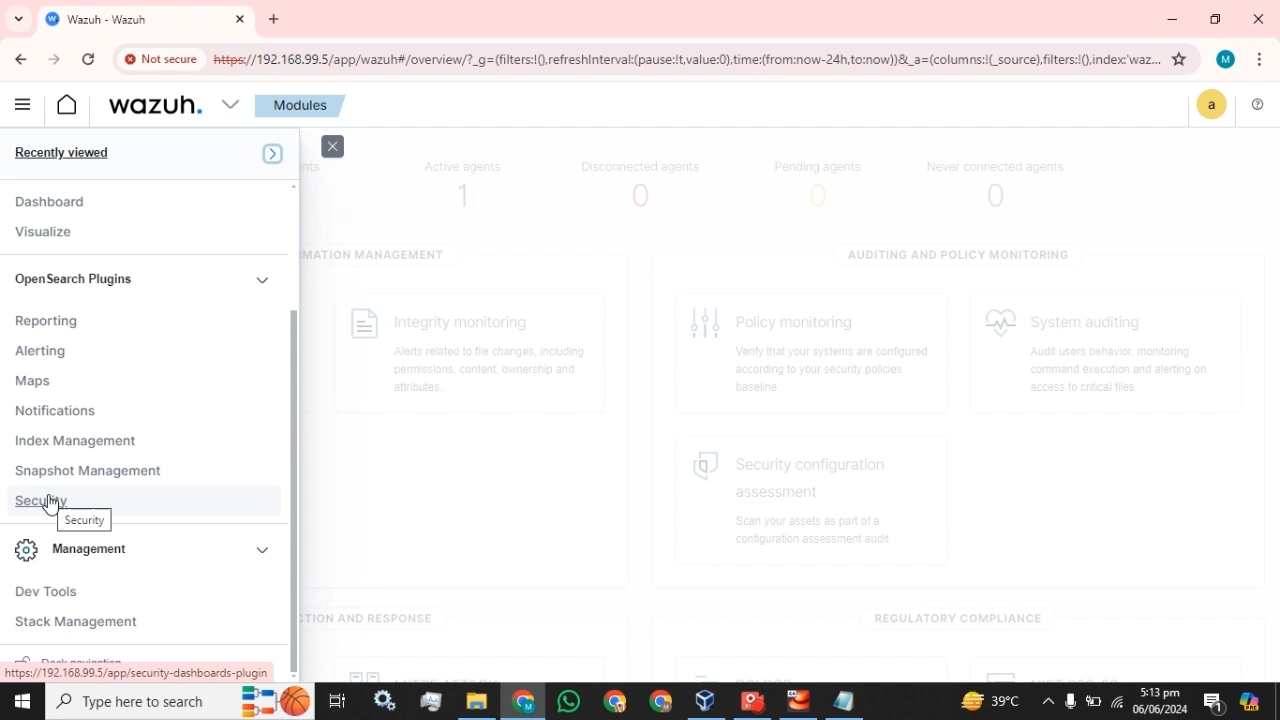 Wazuh - Wazuh
Not secure
https://192.168.99.5/app/wazuh#/overview/?_g=(filters:!(),refreshInterval:(pause:!t,value:0),time:(from:now-24h,to:now))&_a=(columns:!(_source),filters:!(),index:'waz...
M
wazuh.
Modules
a
Recently viewed
Dashboard
Visualize
OpenSearch Plugins
Reporting
Alerting
Maps
Notifications
Index Management
Snapshot Management
Security
Security
Management
Dev Tools
Stack Management
Dock navigation
https://192.168.99.5/app/security-dashboards-plugin
Active agents
1
Disconnected agents
0
Pending agents
0
Never connected agents
0
AUDITING AND POLICY MONITORING
Integrity monitoring
Alerts related to file changes, including
permissions, content, ownership and
attributes.
Policy monitoring
Verify that your systems are configured
according to your security policies
baseline.
System auditing
Audit users behavior, monitoring
command execution and alerting on
access to critical files.
Security configuration
assessment
Scan your assets as part of a
configuration assessment audit.
AND RESPONSE
REGULATORY COMPLIANCE
Type here to search
39°C
5:13 pm
06/06/2024
1